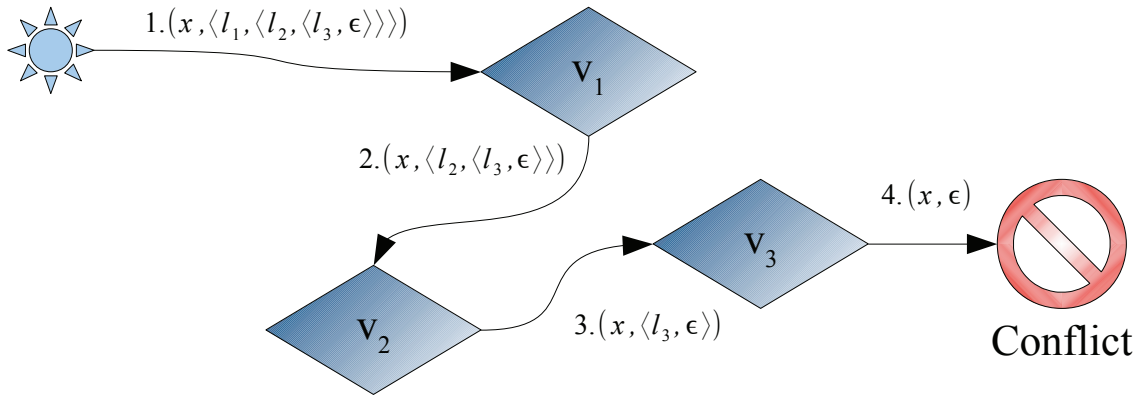 1.(x,⟨l₁,⟨l₂,⟨l₃,ϵ⟩⟩⟩)
V₁
2.(x,⟨l₂,⟨l₃,ϵ⟩⟩)
4.(x,ϵ)
V₃
V₂
3.(x,⟨l₃,ϵ⟩)
Conflict